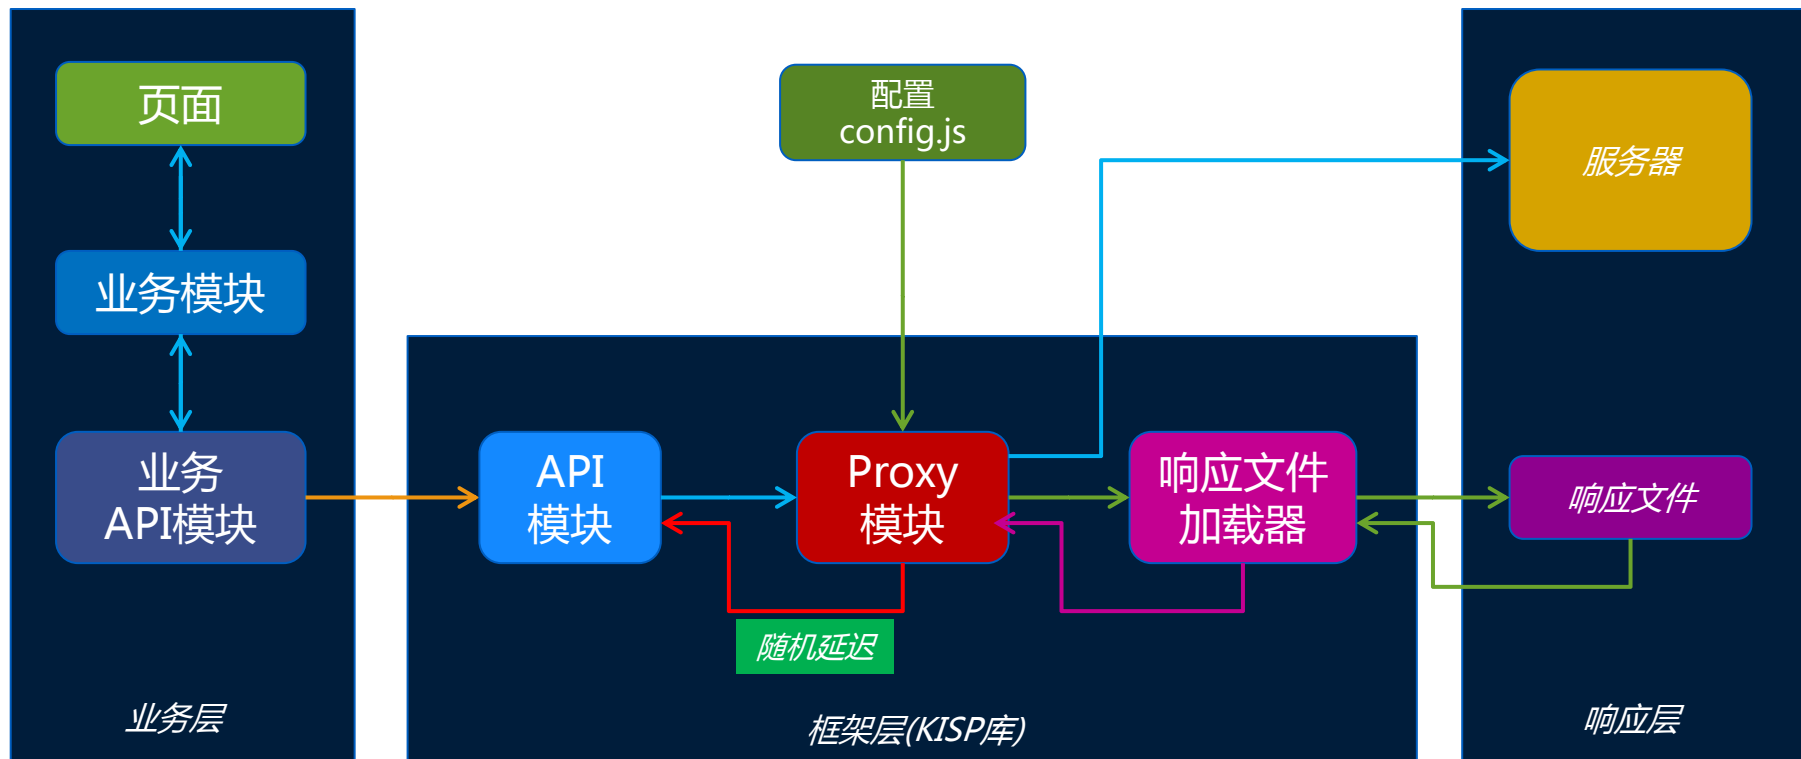 页面
业务模块
业务
API模块
业务层
配置
config.js
API
模块
Proxy
模块
响应文件
加载器
随机延迟
框架层(KISP库)
服务器
响应文件
响应层